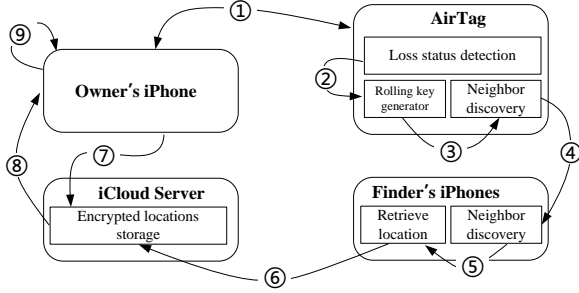 ①
⑨
AirTag
Loss status detection
②
Owner's iPhone
Rolling key
generator
Neighbor
discovery
③
④
⑦
⑧
iCloud Server
Encrypted locations
storage
Finder's iPhones
Retrieve
location
Neighbor
discovery
⑤
⑥